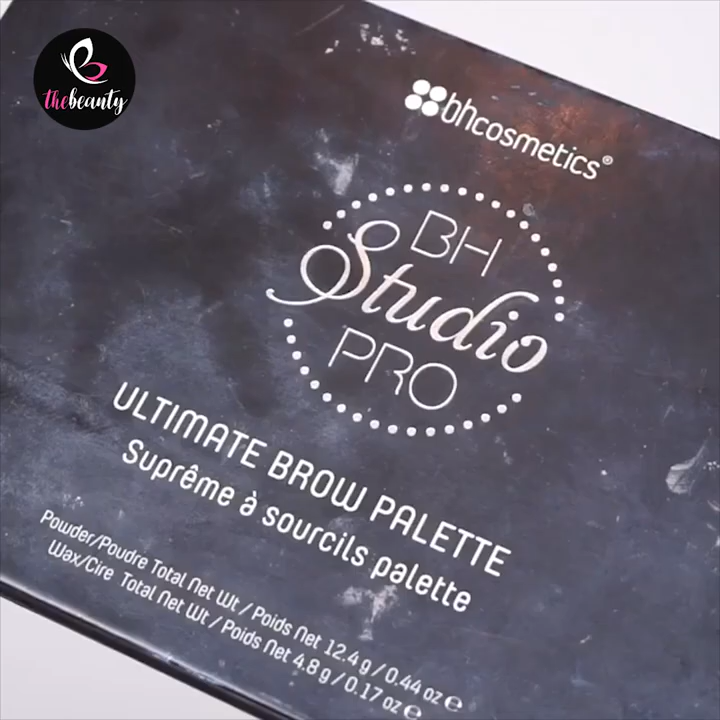 thebeauty
bhcosmetics®
BH
Studio
PRO
ULTIMATE BROW PALETTE
Suprême à sourcils palette
Powder/Poudre Total Net Wt / Poids Net 12.4 g / 0.44 oz ℮
Wax/Cire Total Net Wt / Poids Net 4.8 g / 0.17 oz ℮